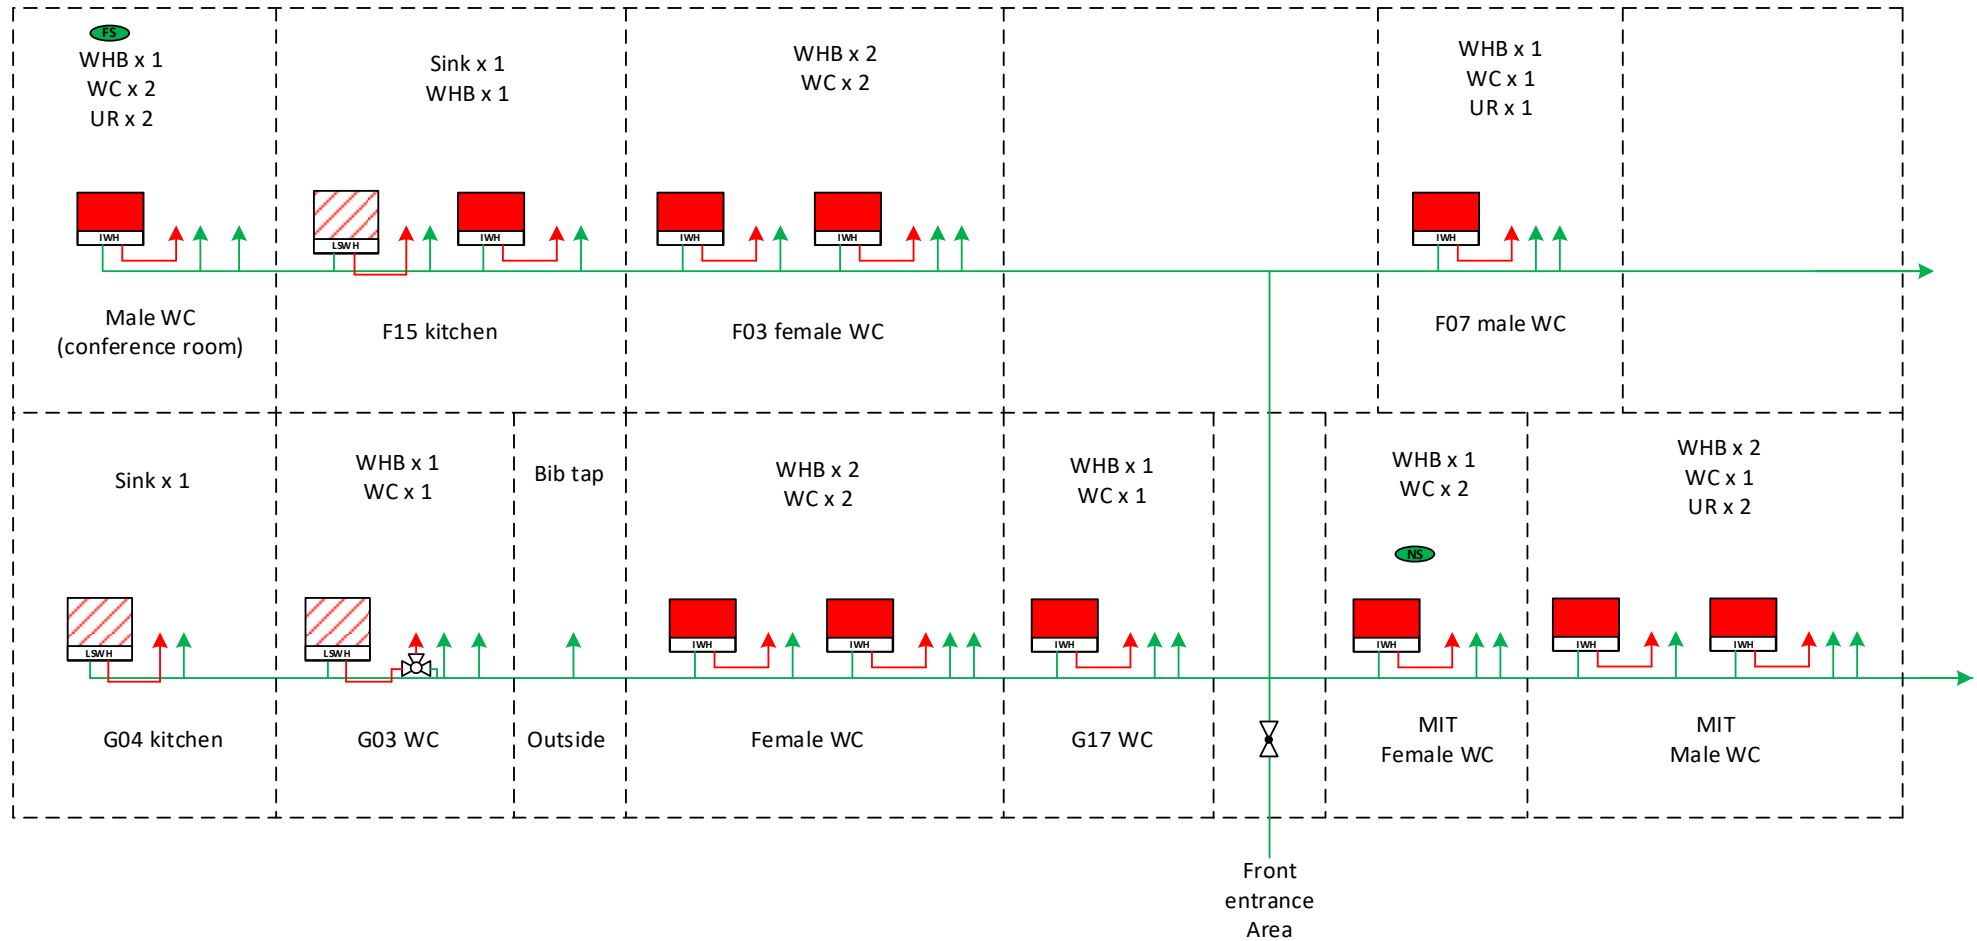 FS
WHB x 1
WC x 2
UR x 2
IWH
Male WC
(conference room)
Sink x 1
WHB x 1
LSWH
IWH
F15 kitchen
WHB x 2
WC x 2
IWH
IWH
F03 female WC
WHB x 1
WC x 1
UR x 1
IWH
F07 male WC
Sink x 1
LSWH
G04 kitchen
WHB x 1
WC x 1
LSWH
G03 WC
Bib tap
Outside
WHB x 2
WC x 2
IWH
IWH
Female WC
WHB x 1
WC x 1
IWH
G17 WC
Front
entrance
Area
WHB x 1
WC x 2
NS
IWH
MIT
Female WC
WHB x 2
WC x 1
UR x 2
IWH
IWH
MIT
Male WC